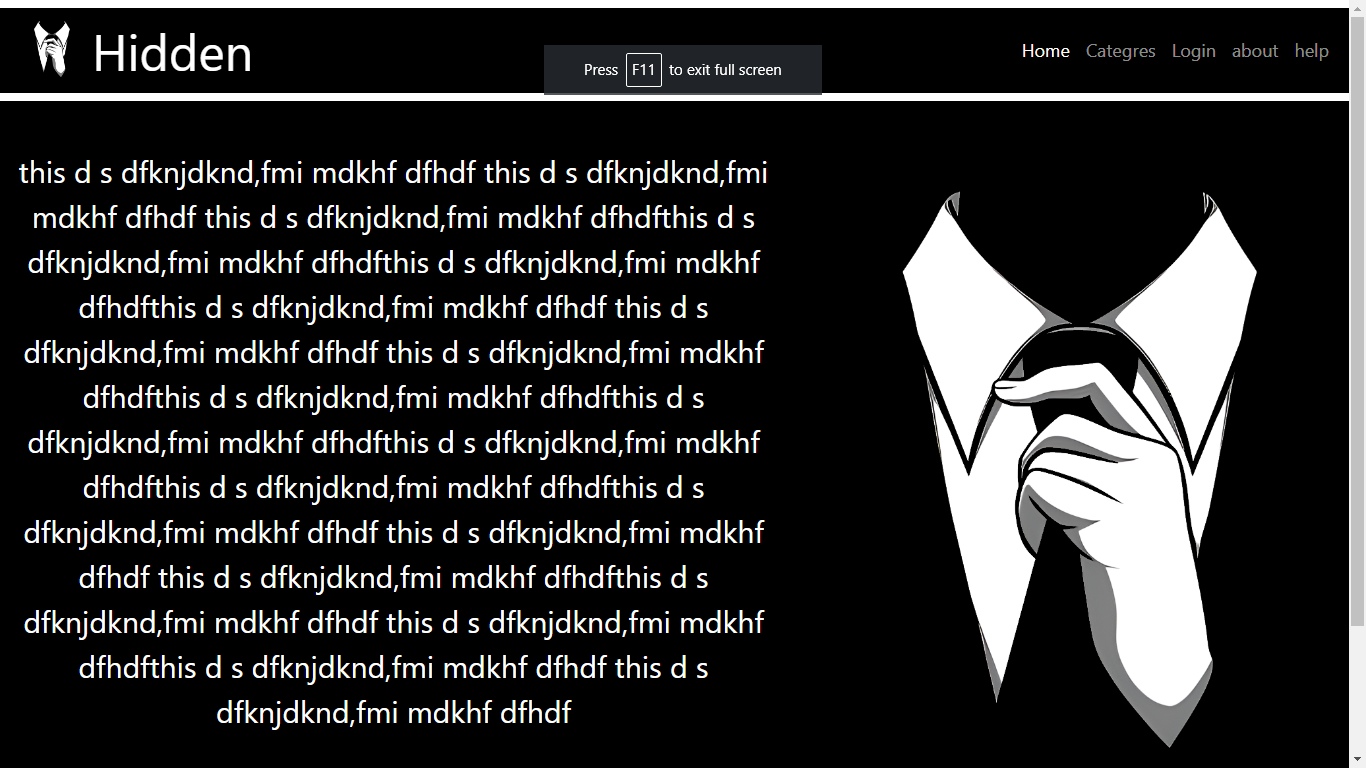 Hidden
Press F11 to exit full screen
Home Categres Login about help
this d s dfknjdknd,fmi mdkhf dfhdf this d s dfknjdknd,fmi
mdkhf dfhdf this d s dfknjdknd,fmi mdkhf dfhdfthis d s
dfknjdknd,fmi mdkhf dfhdfthis d s dfknjdknd,fmi mdkhf
dfhdfthis d s dfknjdknd,fmi mdkhf dfhdf this d s
dfknjdknd,fmi mdkhf dfhdf this d s dfknjdknd,fmi mdkhf
dfhdfthis d s dfknjdknd,fmi mdkhf dfhdfthis d s
dfknjdknd,fmi mdkhf dfhdfthis d s dfknjdknd,fmi mdkhf
dfhdfthis d s dfknjdknd,fmi mdkhf dfhdfthis d s
dfknjdknd,fmi mdkhf dfhdf this d s dfknjdknd,fmi mdkhf
dfhdf this d s dfknjdknd,fmi mdkhf dfhdfthis d s
dfknjdknd,fmi mdkhf dfhdf this d s dfknjdknd,fmi mdkhf
dfhdfthis d s dfknjdknd,fmi mdkhf dfhdf this d s
dfknjdknd,fmi mdkhf dfhdf